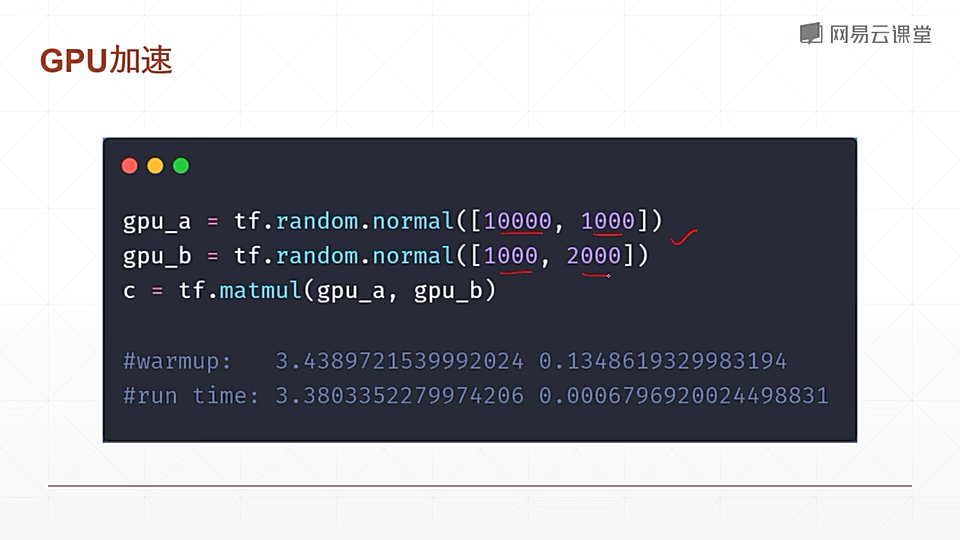 网易云课堂
GPU加速
gpu_a = tf.random.normal([10000, 1000])
gpu_b = tf.random.normal([1000, 2000])
c = tf.matmul(gpu_a, gpu_b)
#warmup: 3.4389721539992024 0.1348619329983194
#run time: 3.3803352279974206 0.0006796920024498831